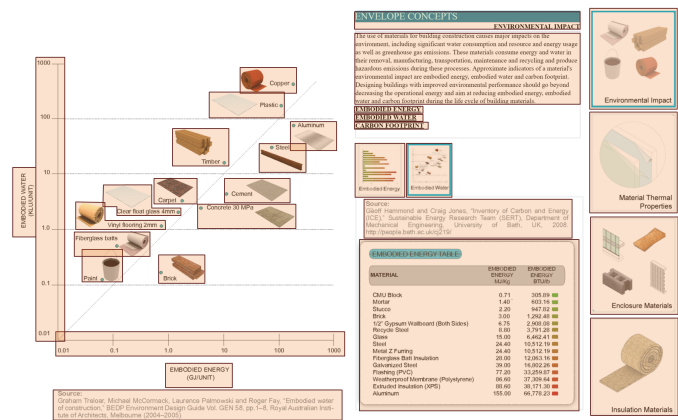 1000
100
10
1.0
0.1
0.01
EMBODIED WATER
(KLU/UNIT)
Copper
Plastic
Aluminum
Steel
Timber
Cement
Carpet
Concrete 30 MPa
Clear float glass 4mm
Vinyl flooring 2mm
Fiberglass batts
Paint
Brick
0.01
0.1
1.0
10
100
1000
EMBODIED ENERGY
(GJ/UNIT)
Source:
Graham Treloar, Michael McCormack, Laurence Palmowski and Roger Fay, "Embodied water
of construction," BEDP Environment Design Guide Vol. GEN 58, pp.1–8, Royal Australian Insti-
tute of Architects. Melbourne (2004–2005)
ENVELOPE CONCEPTS
ENVIRONMENTAL IMPACT
The use of materials for building construction causes major impacts on the
environment, including significant water consumption and resource and energy usage
as well as greenhouse gas emissions. These materials consume energy and water in
their removal, manufacturing, transportation, maintenance and recycling and produce
hazardous emissions during these processes. Approximate indicators of a material's
environmental impact are embodied energy, embodied water and carbon footprint.
Designing buildings with improved environmental performance should go beyond
decreasing the operational energy and aim at reducing embodied energy, embodied
water and carbon footprint during the life cycle of building materials.
EMBODIED ENERGY
EMBODIED WATER
CARBON FOOTPRINT
Embodied Energy
Embodied Water
Source:
Geoff Hammond and Craig Jones, "Inventory of Carbon and Energy
(ICE)," Sustainable Energy Research Team (SERT), Department of
Mechanical Engineering, University of Bath, UK, 2008.
http://people.bath.ac.uk/cj219/
EMBODIED ENERGY TABLE
MATERIAL EMBODIED ENERGY MJ/Kg EMBODIED ENERGY BTU/lb
CMU Block 0.71 305.89
Mortar 1.40 603.16
Stucco 2.20 947.82
Brick 3.00 1,292.48
1/2" Gypsum Wallboard (Both Sides) 6.75 2,908.08
Recycle Steel 8.80 3,791.28
Glass 15.00 6,462.41
Steel 24.40 10,512.19
Metal Z Furring 24.40 10,512.19
Fiberglass Batt Insulation 28.00 12,063.16
Galvanized Steel 39.00 16,802.26
Flashing (PVC) 77.20 33,259.87
Weatherproof Membrane (Polystyrene) 86.60 37,309.64
Extruded Insulation (XPS) 88.60 38,171.30
Aluminum 155.00 66,778.23
Environmental Impact
Material Thermal
Properties
Enclosure Materials
Insulation Materials